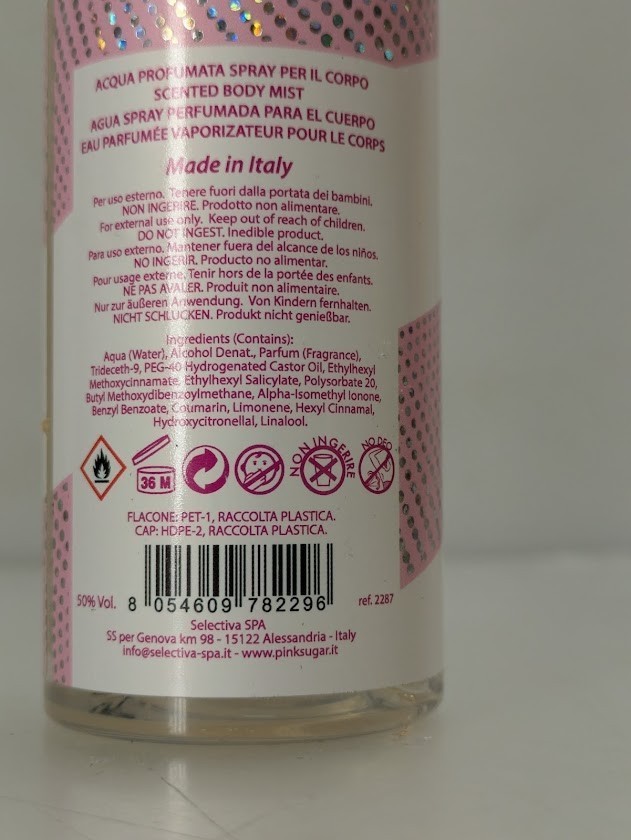 ACQUA PROFUMATA SPRAY PER IL CORPO
SCENTED BODY MIST
AGUA SPRAY PERFUMADA PARA EL CUERPO
EAU PARFUMÉE VAPORIZATEUR POUR LE CORPS
Made in Italy
Per uso esterno. Tenere fuori dalla portata dei bambini.
NON INGERIRE. Prodotto non alimentare.
For external use only. Keep out of reach of children.
DO NOT INGEST. Inedible product.
Para uso externo. Mantener fuera del alcance de los niños.
NO INGERIR. Producto no alimentar.
Pour usage externe. Tenir hors de la portée des enfants.
NE PAS AVALER. Produit non alimentaire.
Nur zur äußeren Anwendung. Von Kindern fernhalten.
NICHT SCHLUCKEN. Produkt nicht genießbar.
Ingredients (Contains):
Aqua (Water), Alcohol Denat., Parfum (Fragrance),
Trideceth-9, PEG-40 Hydrogenated Castor Oil, Ethylhexyl
Methoxycinnamate, Ethylhexyl Salicylate, Polysorbate 20,
Butyl Methoxydibenzoylmethane, Alpha-Isomethyl Ionone,
Benzyl Benzoate, Coumarin, Limonene, Hexyl Cinnamal,
Hydroxycitronellal, Linalool.
36 M
NON INGERIRE
NO DEO
FLACONE: PET-1, RACCOLTA PLASTICA.
CAP: HDPE-2, RACCOLTA PLASTICA.
50% Vol. 8 054609 782296 ref. 2287
Selectiva SPA
SS per Genova km 98 - 15122 Alessandria - Italy
info@selectiva-spa.it - www.pinksugar.it